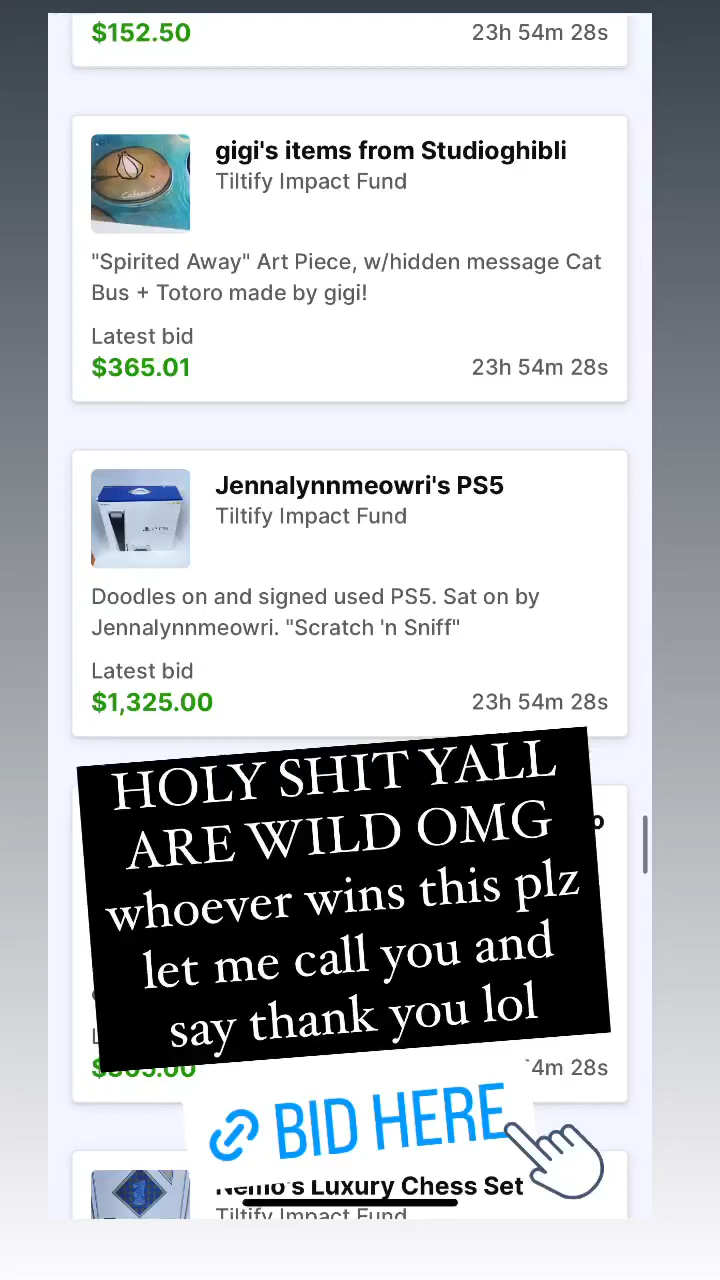 $152.50 23h 54m 28s
gigi's items from Studioghibli
Tiltify Impact Fund
"Spirited Away" Art Piece, w/hidden message Cat
Bus + Totoro made by gigi!
Latest bid
$365.01 23h 54m 28s
Jennalynnmeowri's PS5
Tiltify Impact Fund
Doodles on and signed used PS5. Sat on by
Jennalynnmeowri. "Scratch 'n Sniff"
Latest bid
$1,325.00 23h 54m 28s
HOLY SHIT YALL
ARE WILD OMG
whoever wins this plz
let me call you and
say thank you lol
4m 28s
BID HERE
Nemo's Luxury Chess Set
Tiltify Impact Fund